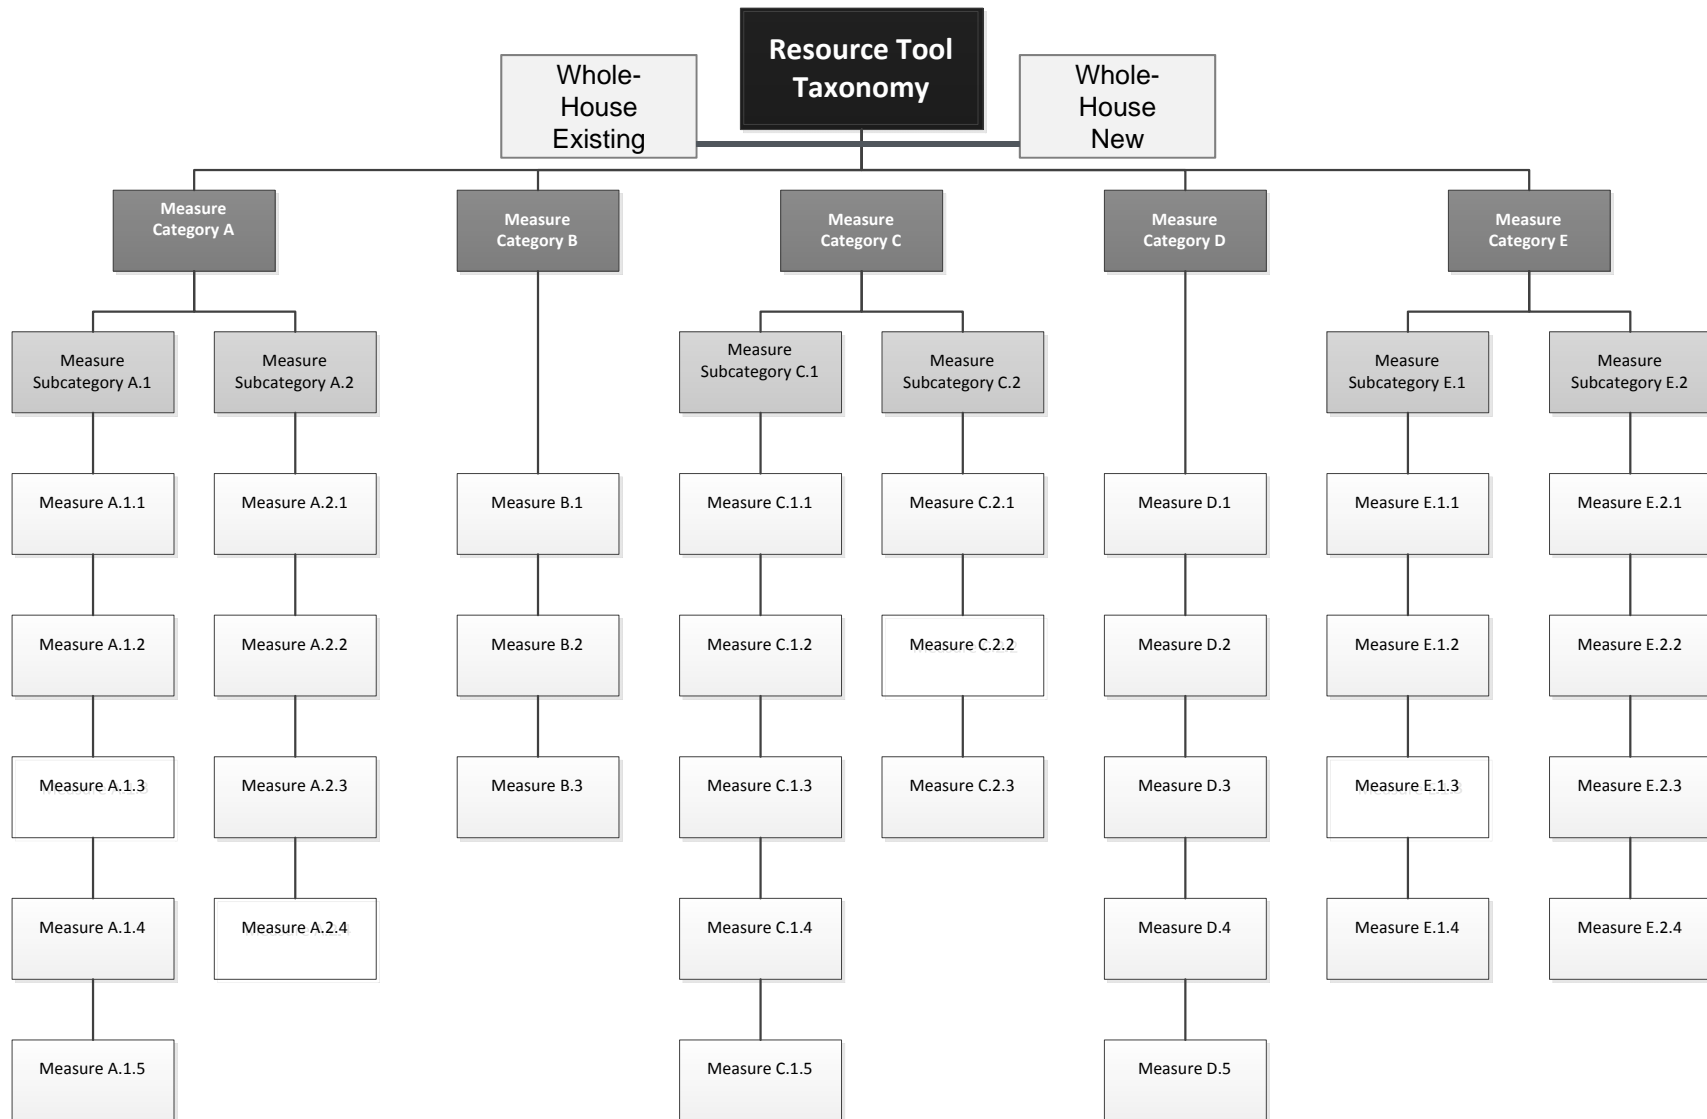 Resource Tool
Taxonomy
Whole-
House
Existing
Whole-
House
New
Measure
Category A
Measure
Category B
Measure
Category C
Measure
Category D
Measure
Category E
Measure
Subcategory A.1
Measure
Subcategory A.2
Measure
Subcategory C.1
Measure
Subcategory C.2
Measure
Subcategory E.1
Measure
Subcategory E.2
Measure A.1.1
Measure A.2.1
Measure B.1
Measure C.1.1
Measure C.2.1
Measure D.1
Measure E.1.1
Measure E.2.1
Measure A.1.2
Measure A.2.2
Measure B.2
Measure C.1.2
Measure C.2.2
Measure D.2
Measure E.1.2
Measure E.2.2
Measure A.1.3
Measure A.2.3
Measure B.3
Measure C.1.3
Measure C.2.3
Measure D.3
Measure E.1.3
Measure E.2.3
Measure A.1.4
Measure A.2.4
Measure C.1.4
Measure D.4
Measure E.1.4
Measure E.2.4
Measure A.1.5
Measure C.1.5
Measure D.5